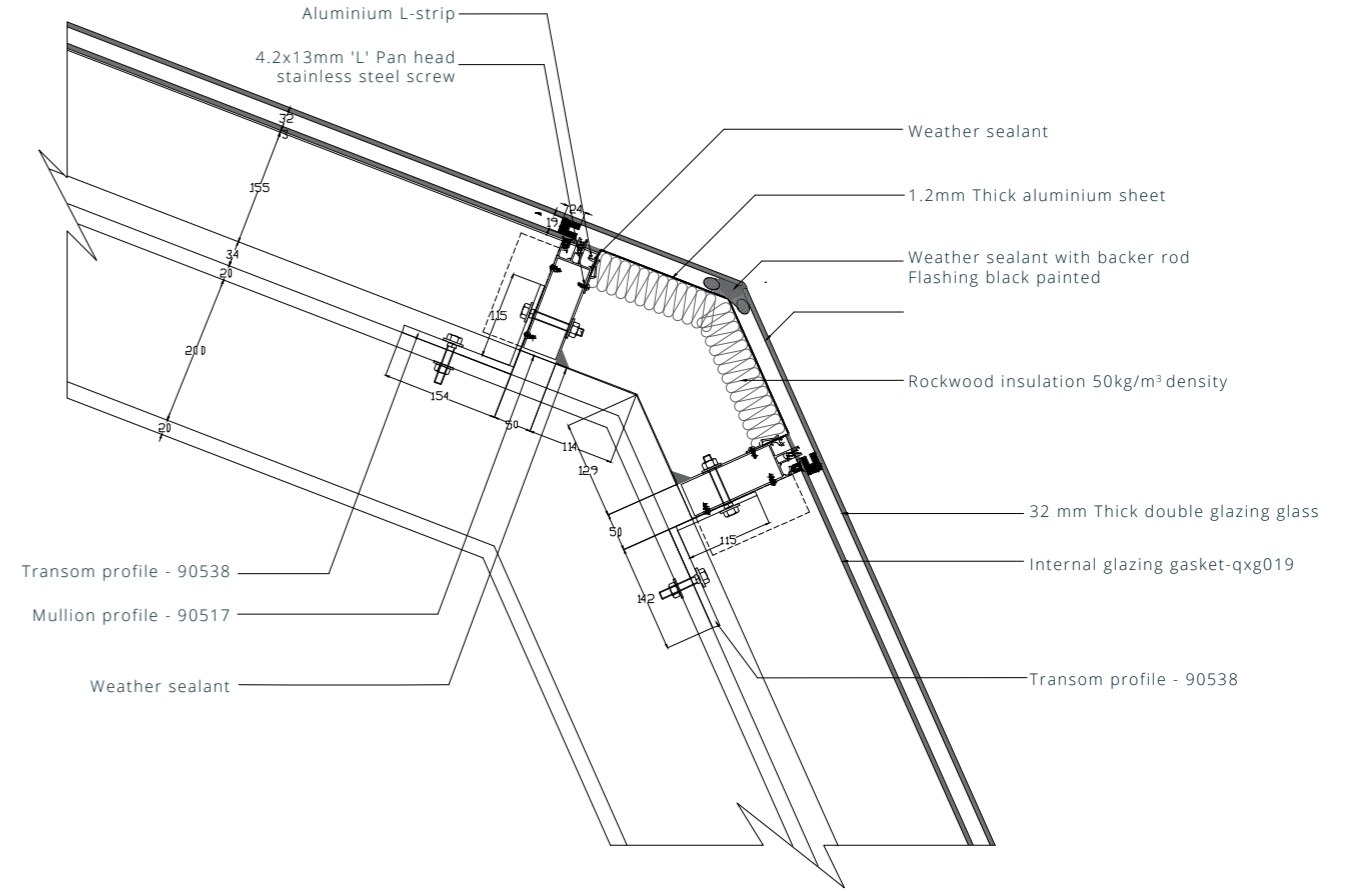 Aluminium L-strip
4.2x13mm 'L' Pan head
stainless steel screw
Weather sealant
1.2mm Thick aluminium sheet
Weather sealant with backer rod
Flashing black painted
Rockwood insulation 50kg/m³ density
32 mm Thick double glazing glass
Internal glazing gasket-qxg019
Transom profile - 90538
Transom profile - 90538
Mullion profile - 90517
Weather sealant
32
3
155
34
20
200
20
19
24
115
154
50
114
129
50
115
142